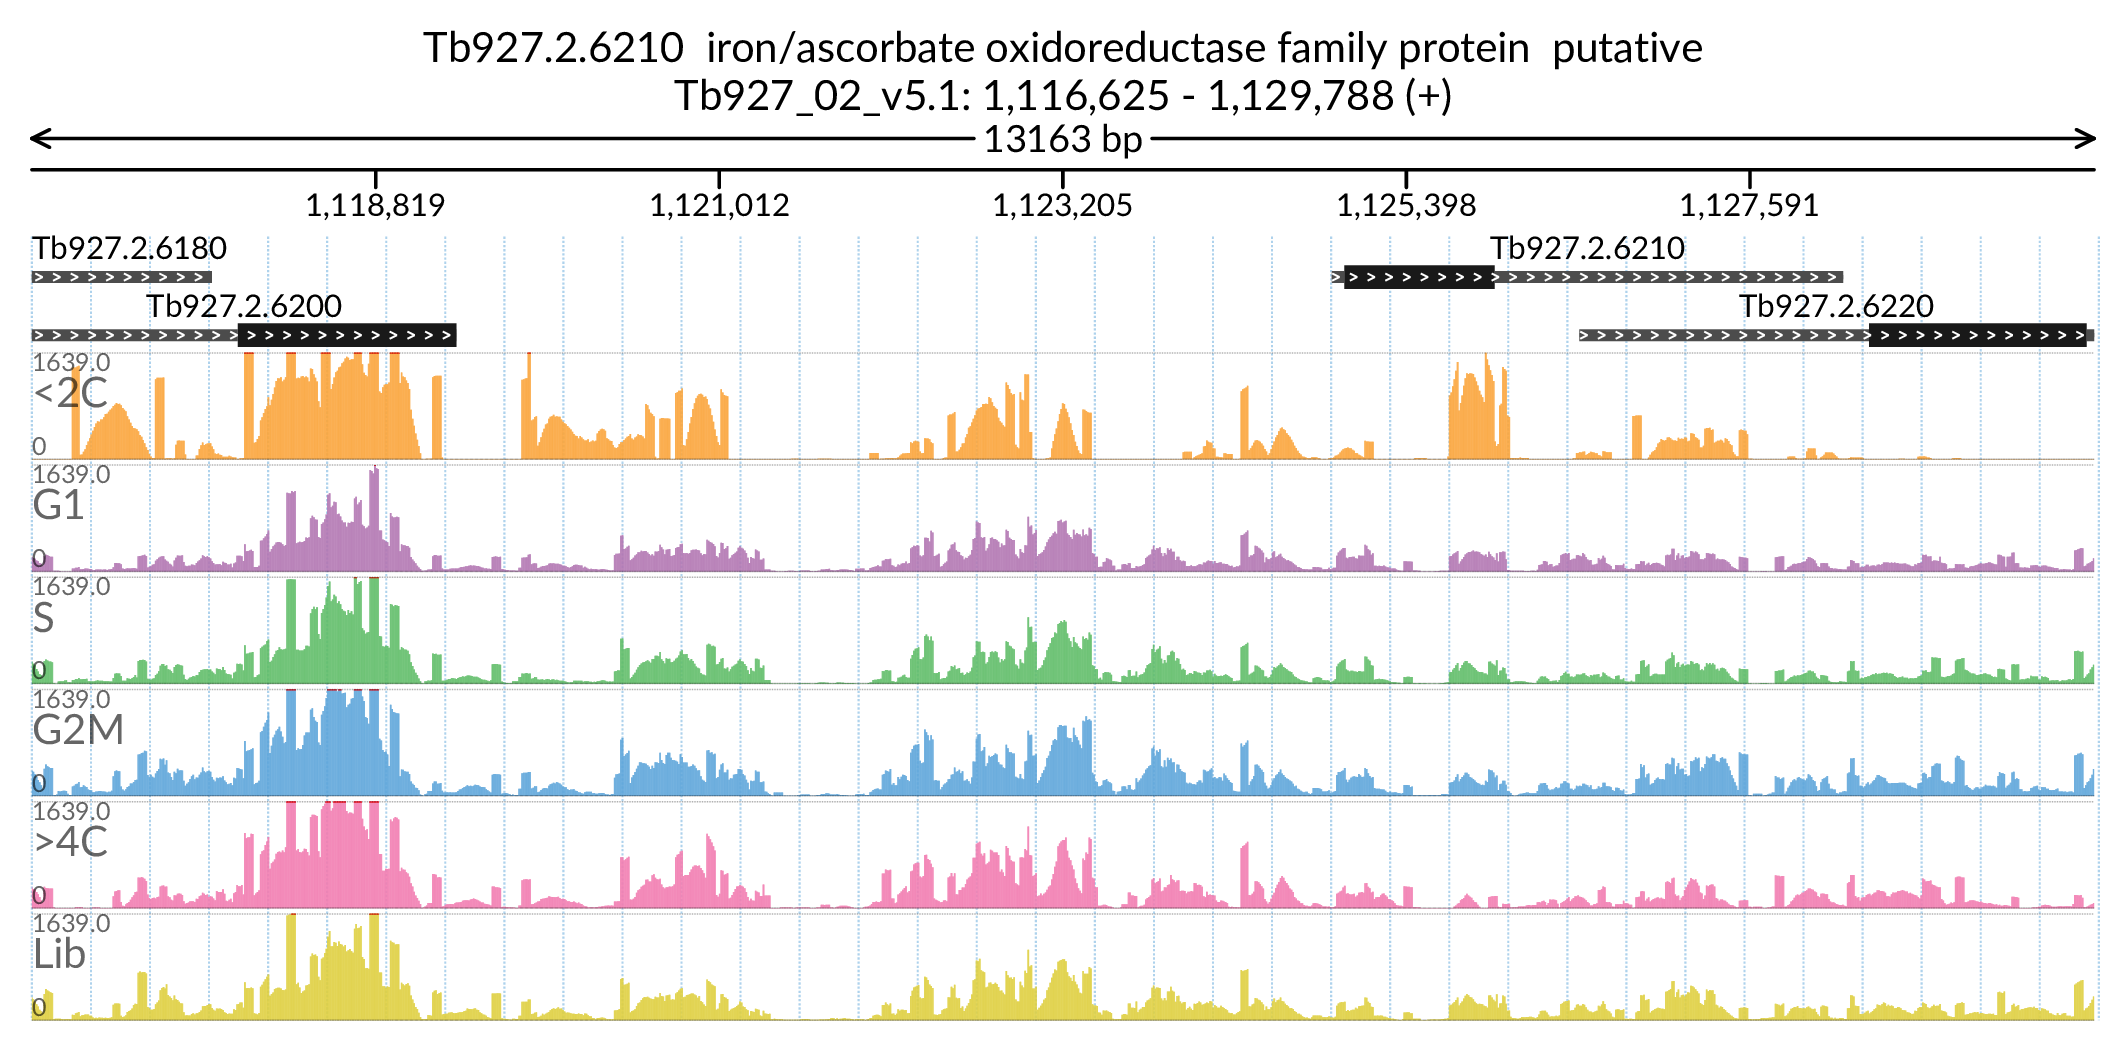 Tb927.2.6210  iron/ascorbate oxidoreductase family protein  putative
Tb927_02_v5.1: 1,116,625 - 1,129,788 (+)
13163 bp
1,118,819 1,121,012 1,123,205 1,125,398 1,127,591
Tb927.2.6180 Tb927.2.6210
Tb927.2.6200 Tb927.2.6220
1639.0
<2C
0
1639.0
G1
0
1639.0
S
0
1639.0
G2M
0
1639.0
>4C
0
1639.0
Lib
0